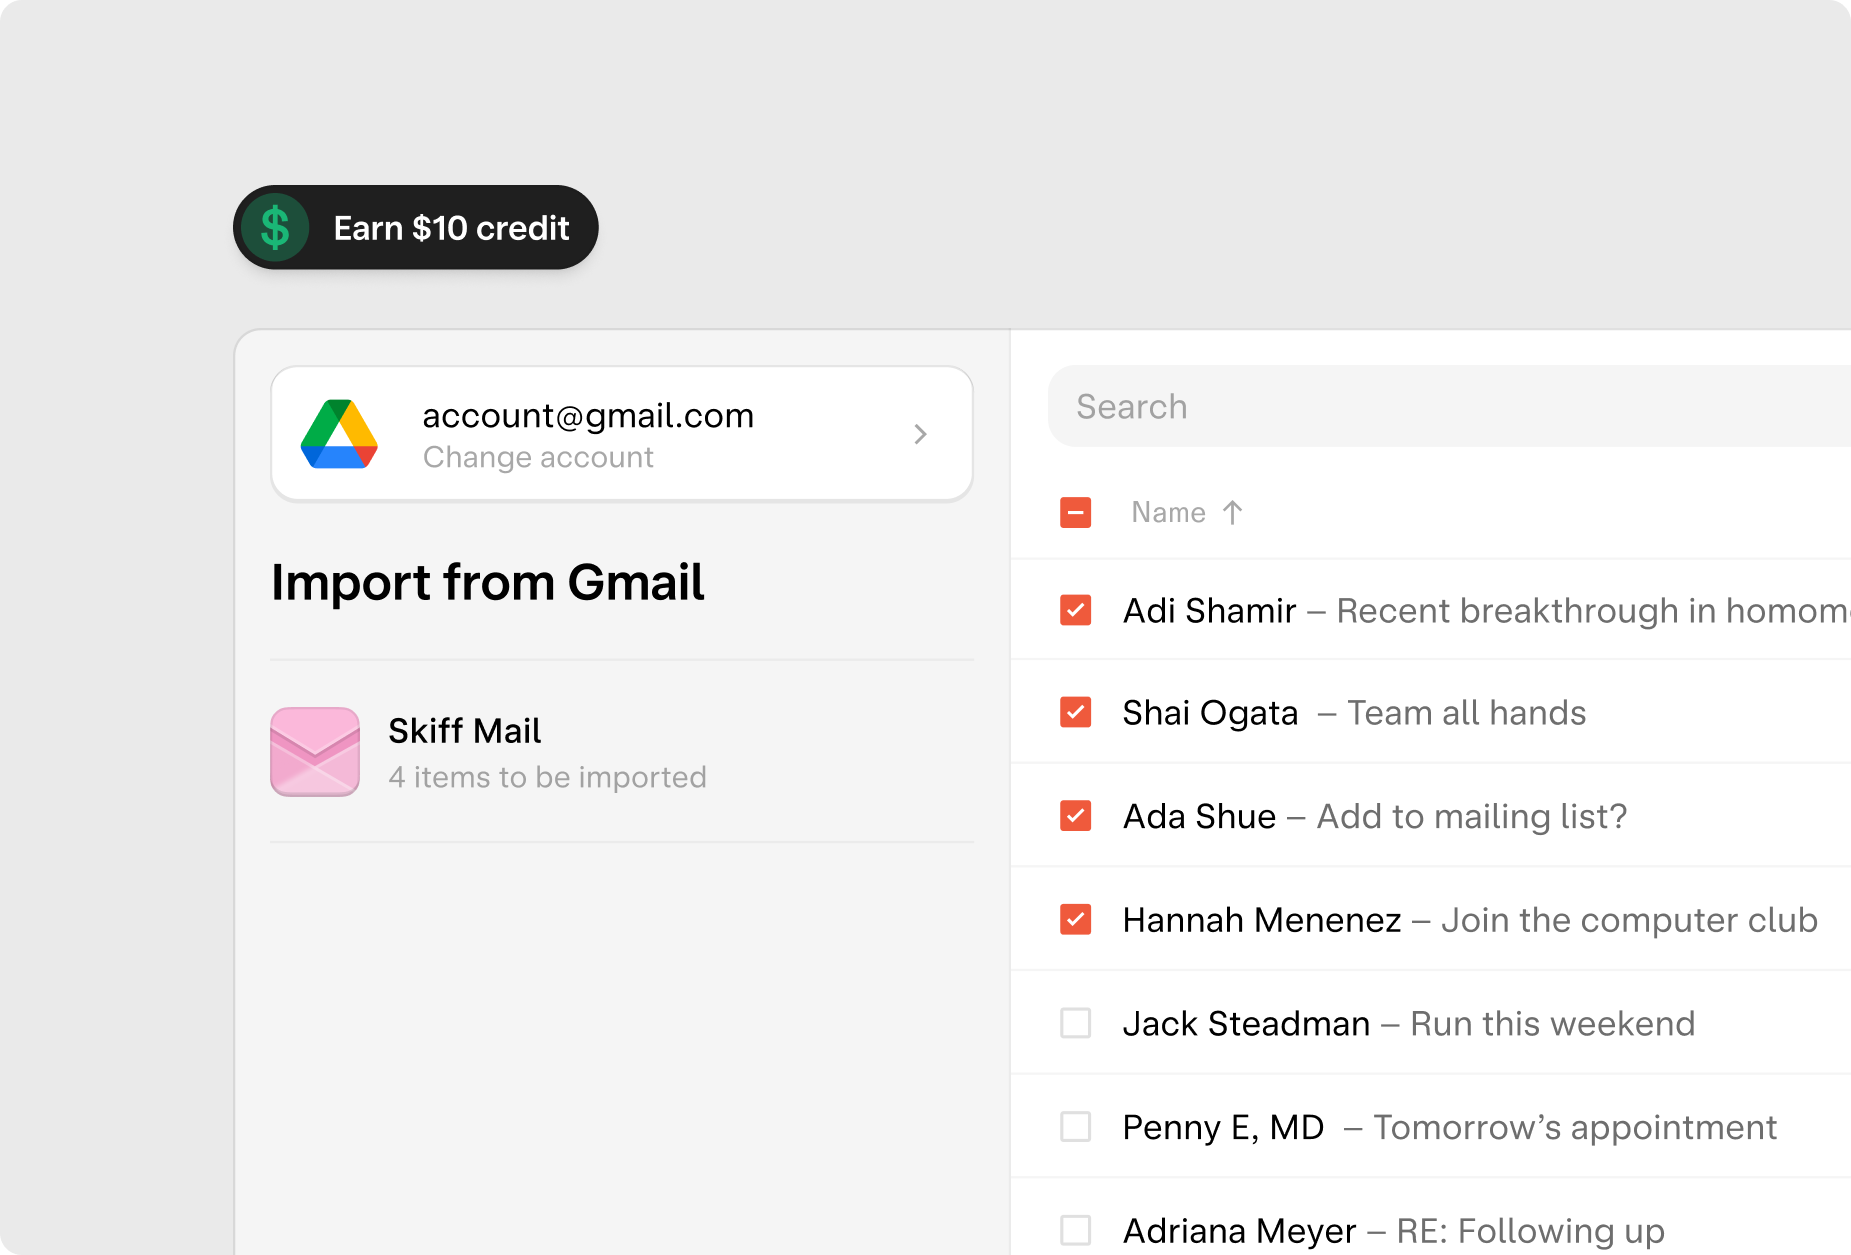 $ Earn $10 credit
account@gmail.com
Change account
Import from Gmail
Skiff Mail
4 items to be imported
Search
Name ↑
Adi Shamir – Recent breakthrough in
Shai Ogata – Team all hands
Ada Shue – Add to mailing list?
Hannah Menenez – Join the computer club
Jack Steadman – Run this weekend
Penny E, MD – Tomorrow’s appointment
Adriana Meyer – RE: Following up